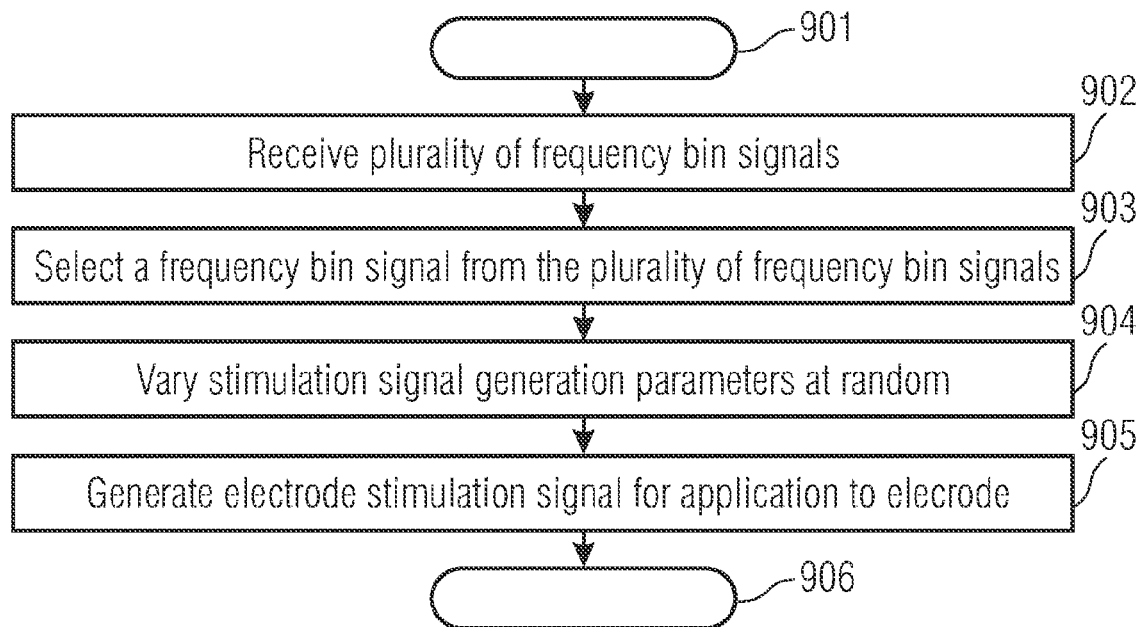 901
902
Receive plurality of frequency bin signals
903
Select a frequency bin signal from the plurality of frequency bin signals
904
Vary stimulation signal generation parameters at random
905
Generate electrode stimulation signal for application to elecrode
906